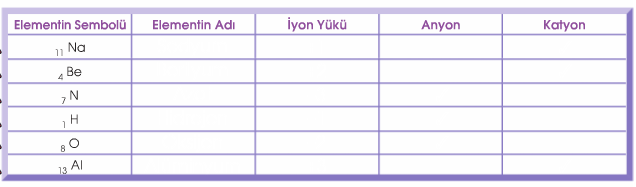 Elementin Sembolü Elementin Adı İyon Yükü Anyon Katyon
11 Na
4 Be
7 N
1 H
8 O
13 Al